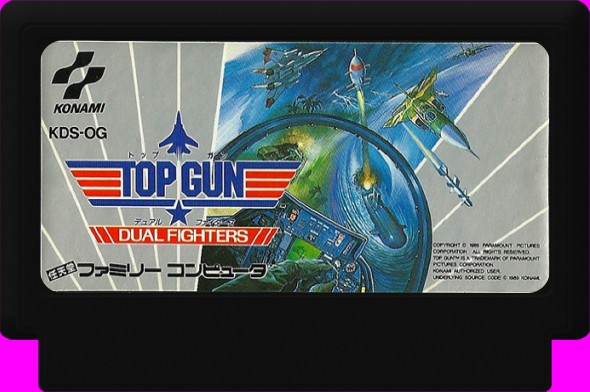 KONAMI
KDS-OG
トップ ガン
TOP GUN
デュアル ファイターズ
DUAL FIGHTERS
任天堂 ファミリー コンピュータ
COPYRIGHT © 1986 PARAMOUNT PICTURES
CORPORATION. ALL RIGHTS RESERVED.
TOP GUN™ IS A TRADEMARK OF PARAMOUNT
PICTURES CORPORATION.
KONAMI AUTHORIZED USER.
UNDERLYING SOURCE CODE © 1989 KONAMI.